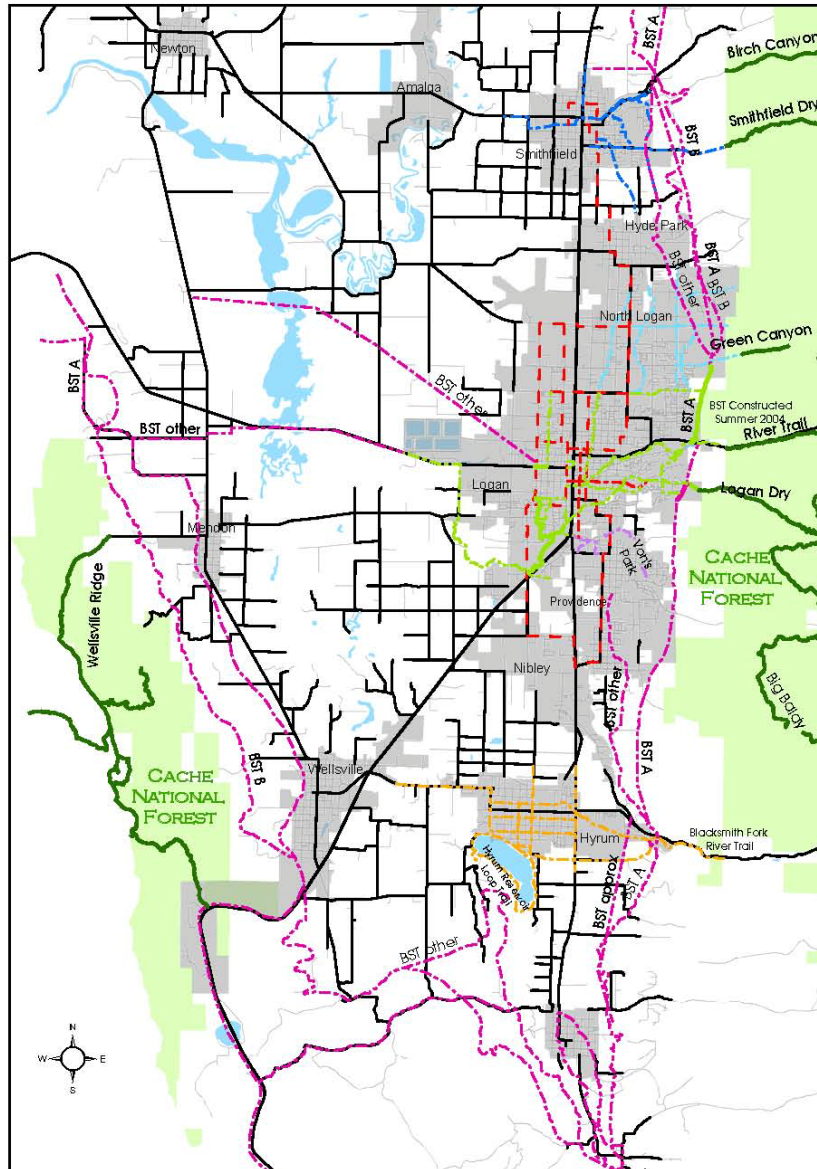 BST A
Birch Canyon
Newton
Amalga
Smithfield Dry
BST B
Smithfield
Hyde Park
BST A
BST B
BST other
North Logan
Green Canyon
BST A
BST other
BST A
BST Constructed
Summer 2004
BST other
River Trail
Logan
Logan Dry
Mendon
Von's
Park
CACHE
NATIONAL
FOREST
Wellsville Ridge
Providence
Nibley
BST other
Big Baldy
BST A
BST B
Wellsville
CACHE
NATIONAL
FOREST
Blacksmith Fork
River Trail
Hyrum
Hyrum Reservoir
Loop Trail
BST A
BST approx
BST other
N
W
E
S